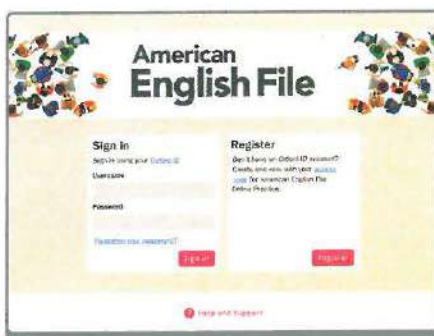 American
English File
Sign in
Sign in using your Oxford ID
Username
Password
Forgotten your password?
Sign in
Register
Don't have an Oxford ID account?
Create one now with your access
code for American English File
Online Practice.
Register
Help and Support